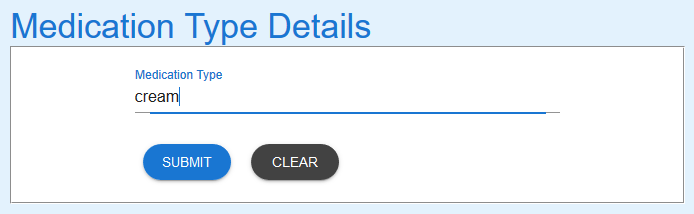 Medication Type Details
Medication Type
cream
SUBMIT CLEAR